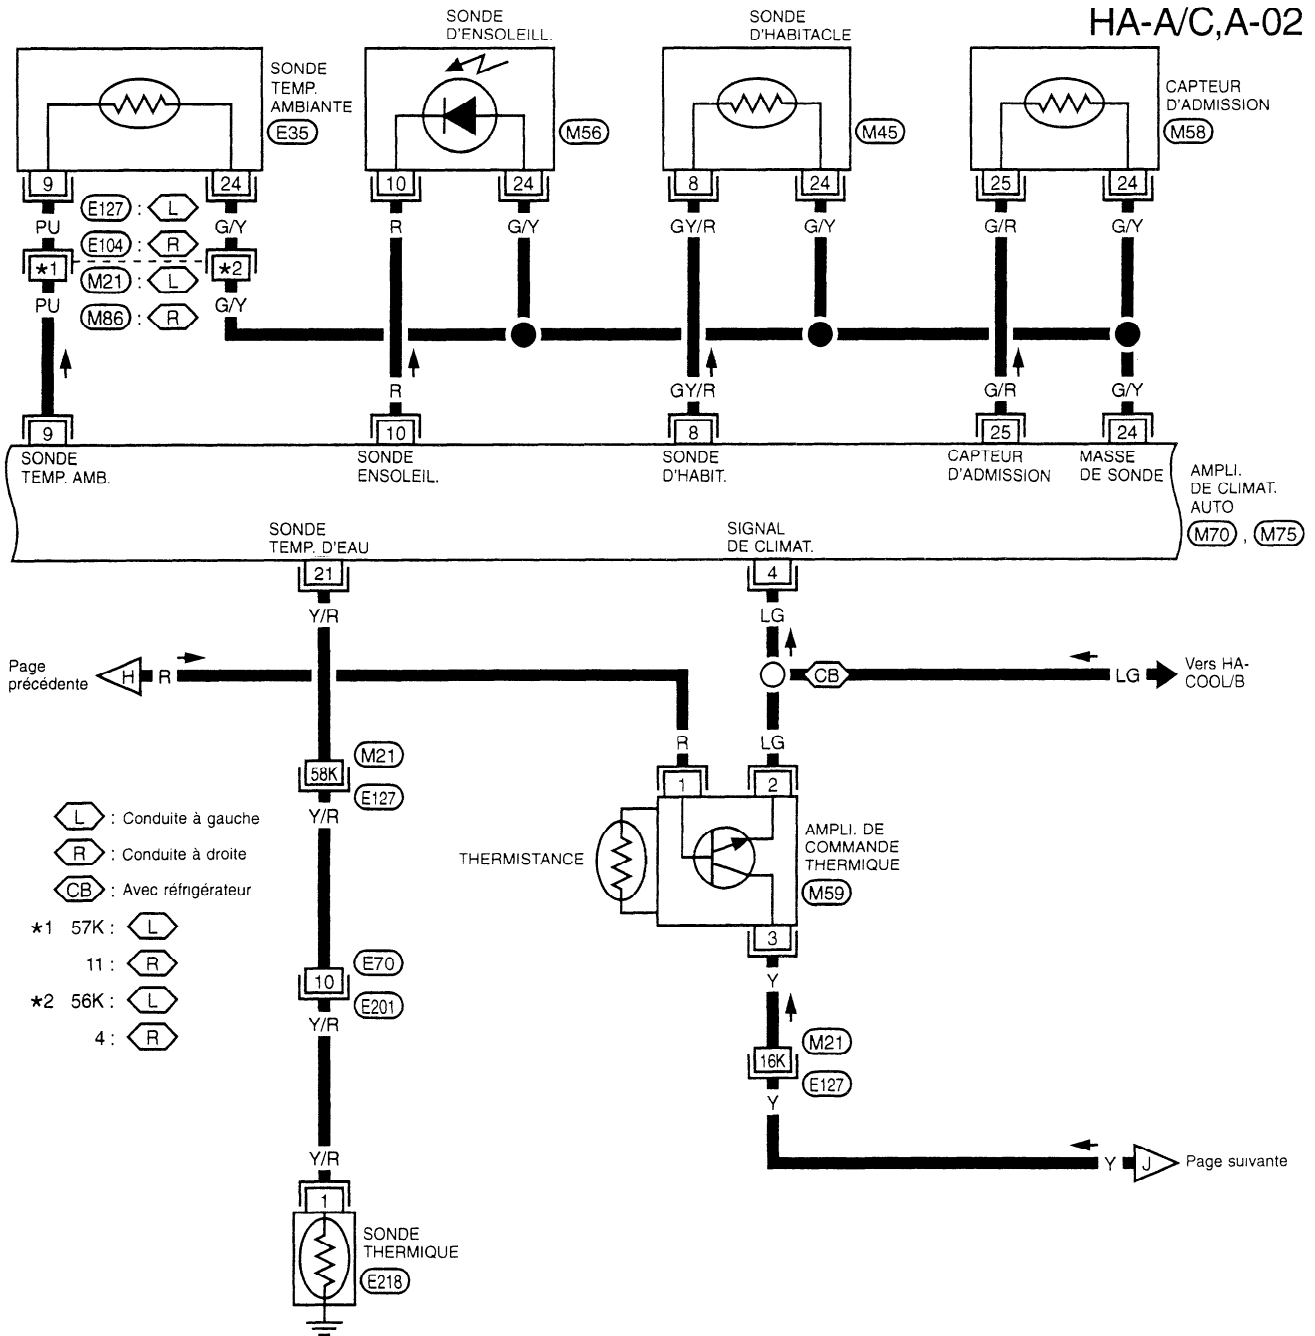 HA-A/C,A-02
SONDE
TEMP.
AMBIANTE
E35
SONDE
D'ENSOLEILL.
M56
SONDE
D'HABITACLE
M45
CAPTEUR
D'ADMISSION
M58
9
24
10
24
8
24
25
24
PU
E127 : L
G/Y
R
G/Y
GY/R
G/Y
G/R
G/Y
E104 : R
*1
*2
M21 : L
PU
G/Y
M86 : R
R
GY/R
G/R
G/Y
9
10
8
25
24
SONDE
TEMP. AMB.
SONDE
ENSOLEIL.
SONDE
D'HABIT.
CAPTEUR
D'ADMISSION
MASSE
DE SONDE
AMPLI.
DE CLIMAT.
AUTO
M70 , M75
SONDE
TEMP. D'EAU
SIGNAL
DE CLIMAT.
21
4
Y/R
LG
Page
précédente
H
R
CB
LG
Vers HA-
COOL/B
R
LG
M21
58K
E127
1
2
Y/R
L : Conduite à gauche
R : Conduite à droite
CB : Avec réfrigérateur
*1 57K : L
11 : R
*2 56K : L
4 : R
THERMISTANCE
AMPLI. DE
COMMANDE
THERMIQUE
M59
3
Y
E70
10
E201
Y/R
M21
16K
E127
Y
Y/R
Y
J
Page suivante
1
SONDE
THERMIQUE
E218